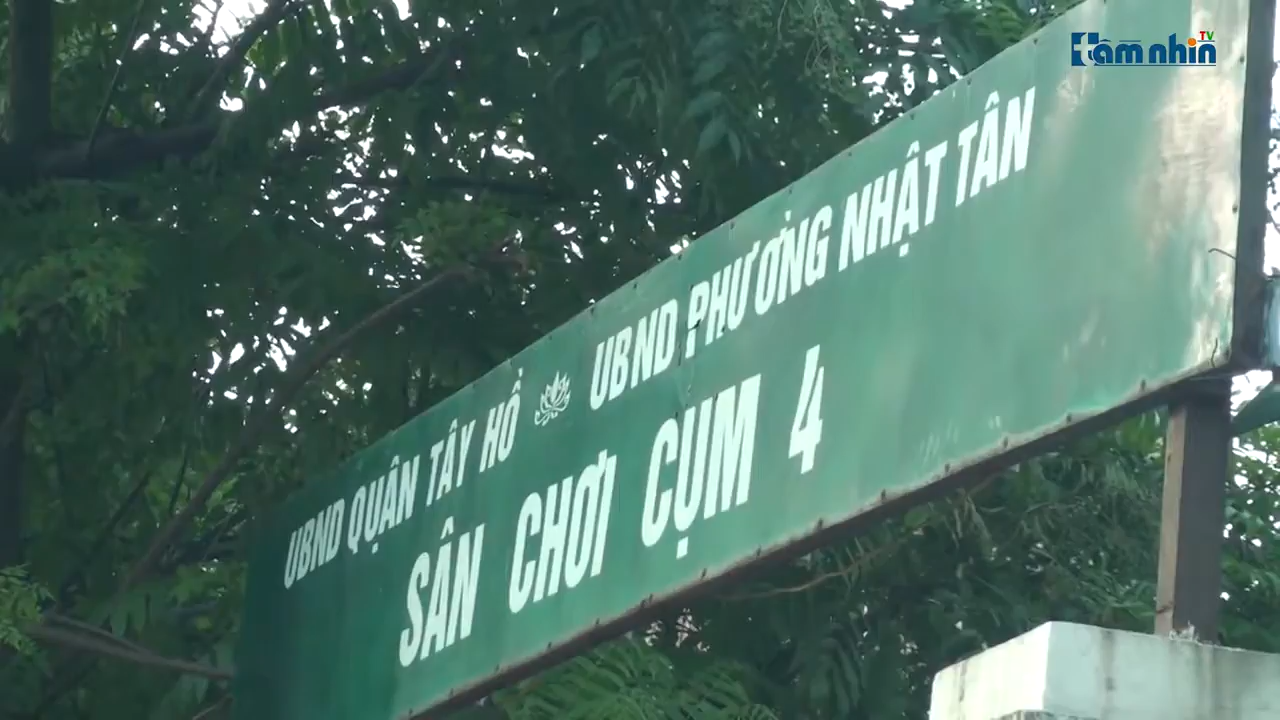 Tầm nhìn TV
UBND QUẬN TÂY HỒ UBND PHƯỜNG NHẬT TÂN
SÂN CHƠI CỤM 4